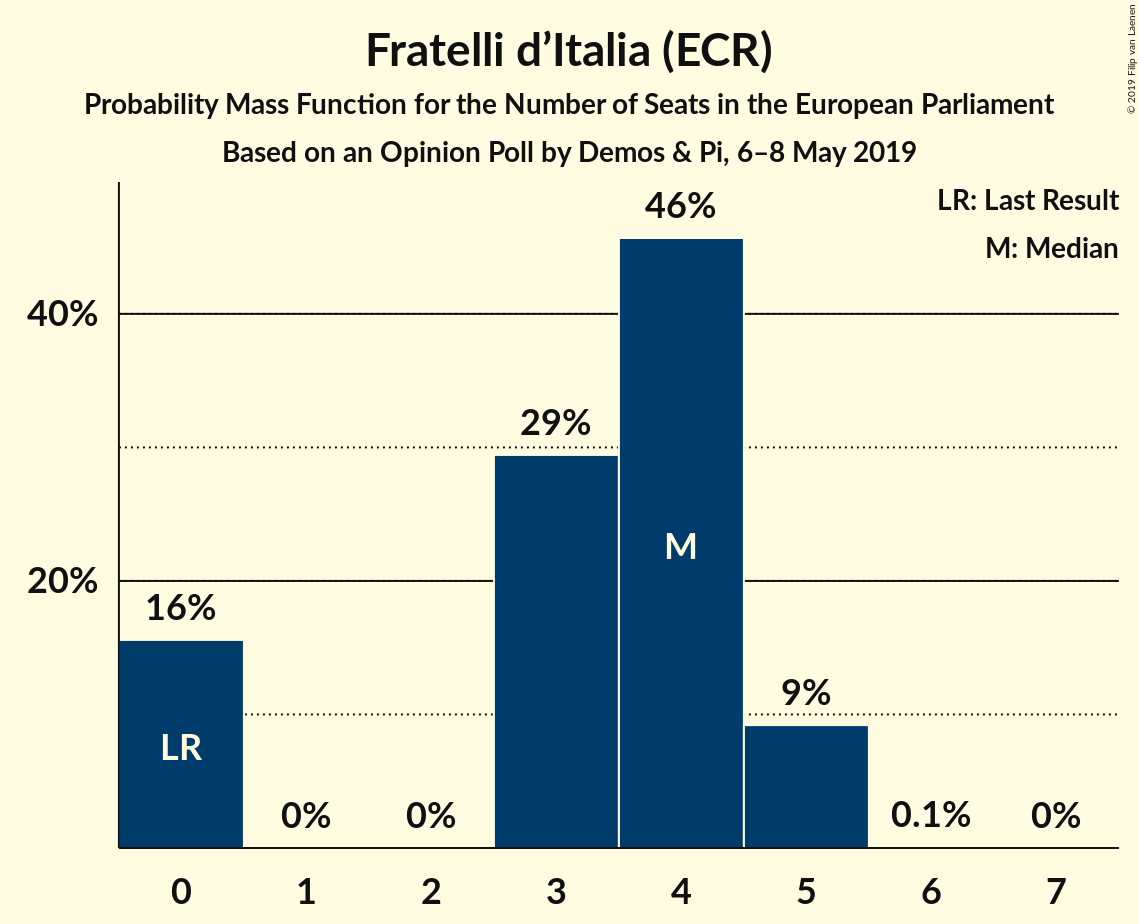 Fratelli d’Italia (ECR)
Probability Mass Function for the Number of Seats in the European Parliament
Based on an Opinion Poll by Demos & Pi, 6–8 May 2019
© 2019 Filip van Laenen
LR: Last Result
M: Median
46%
40%
29%
M
20%
16%
9%
LR
0%
0%
0.1%
0%
0 1 2 3 4 5 6 7